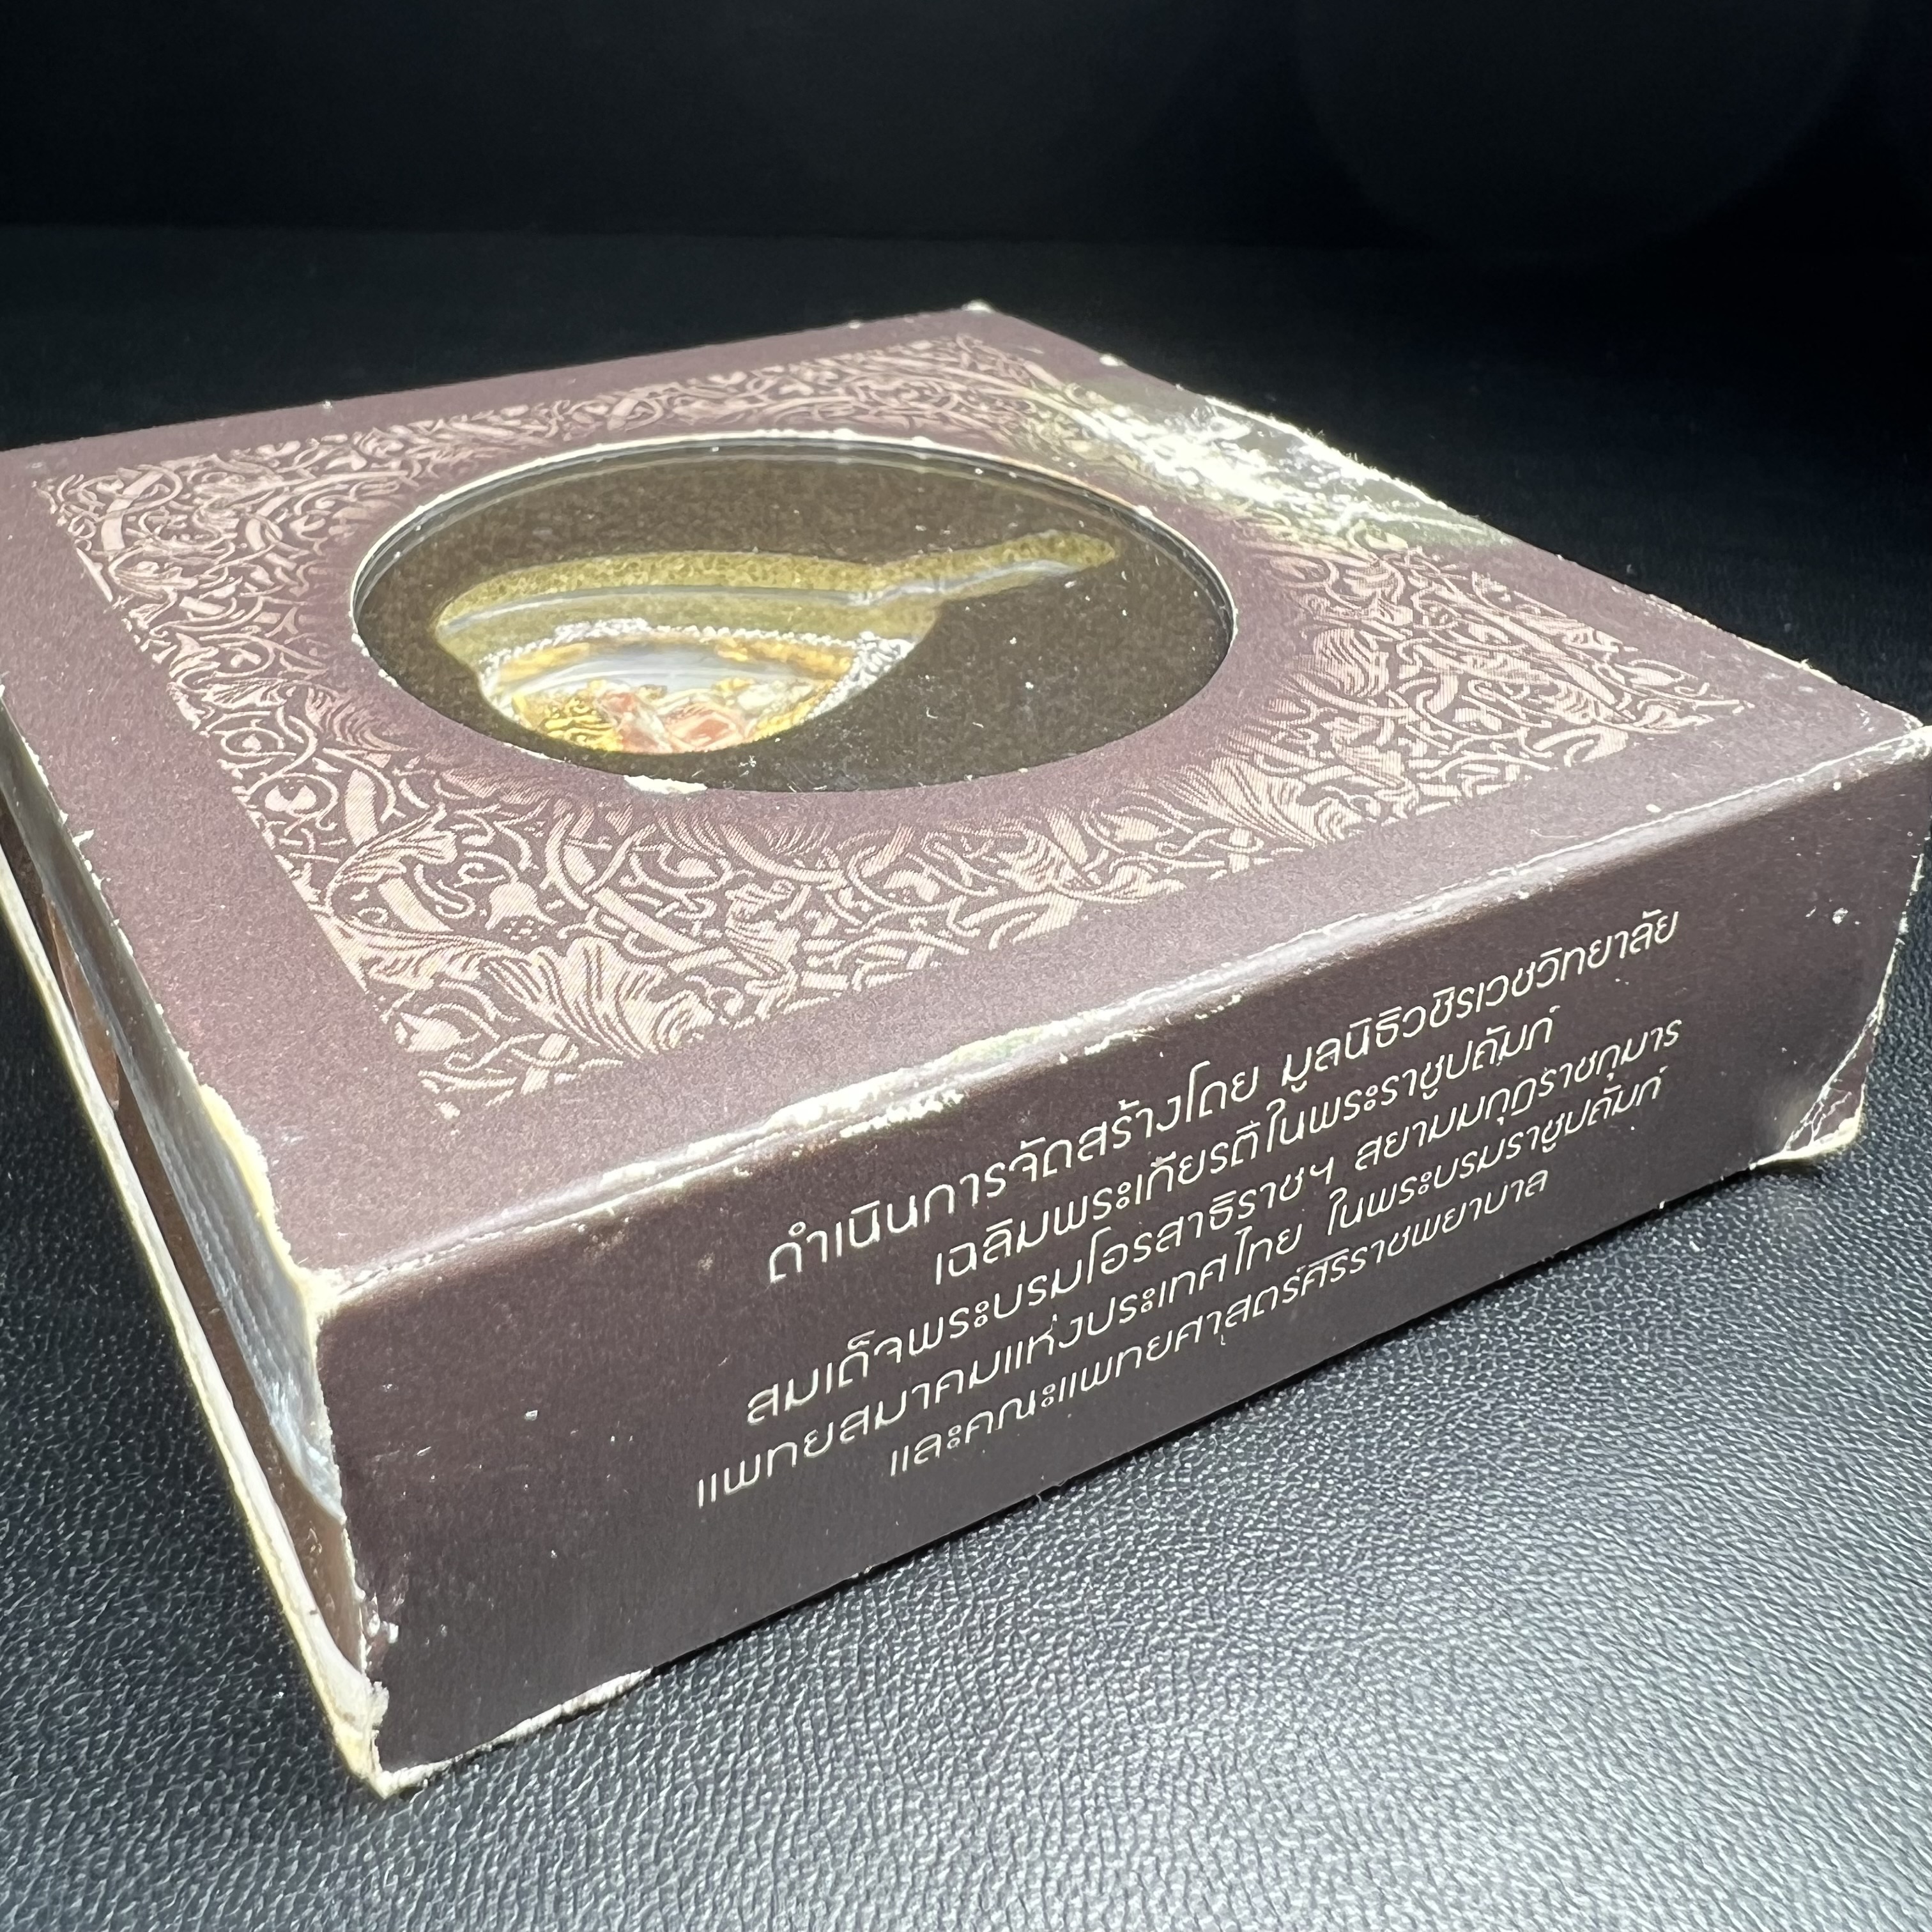 ดำเนินการจัดสร้างโดย มูลนิธิวชิรเวชวิทยาลัย
เฉลิมพระเกียรติในพระราชูปถัมภ์
สมเด็จพระบรมโอรสาธิราชฯ สยามมกุฎราชกุมาร
แพทยสมาคมแห่งประเทศไทย ในพระบรมราชูปถัมภ์
และคณะแพทยศาสตร์ศิริราชพยาบาล